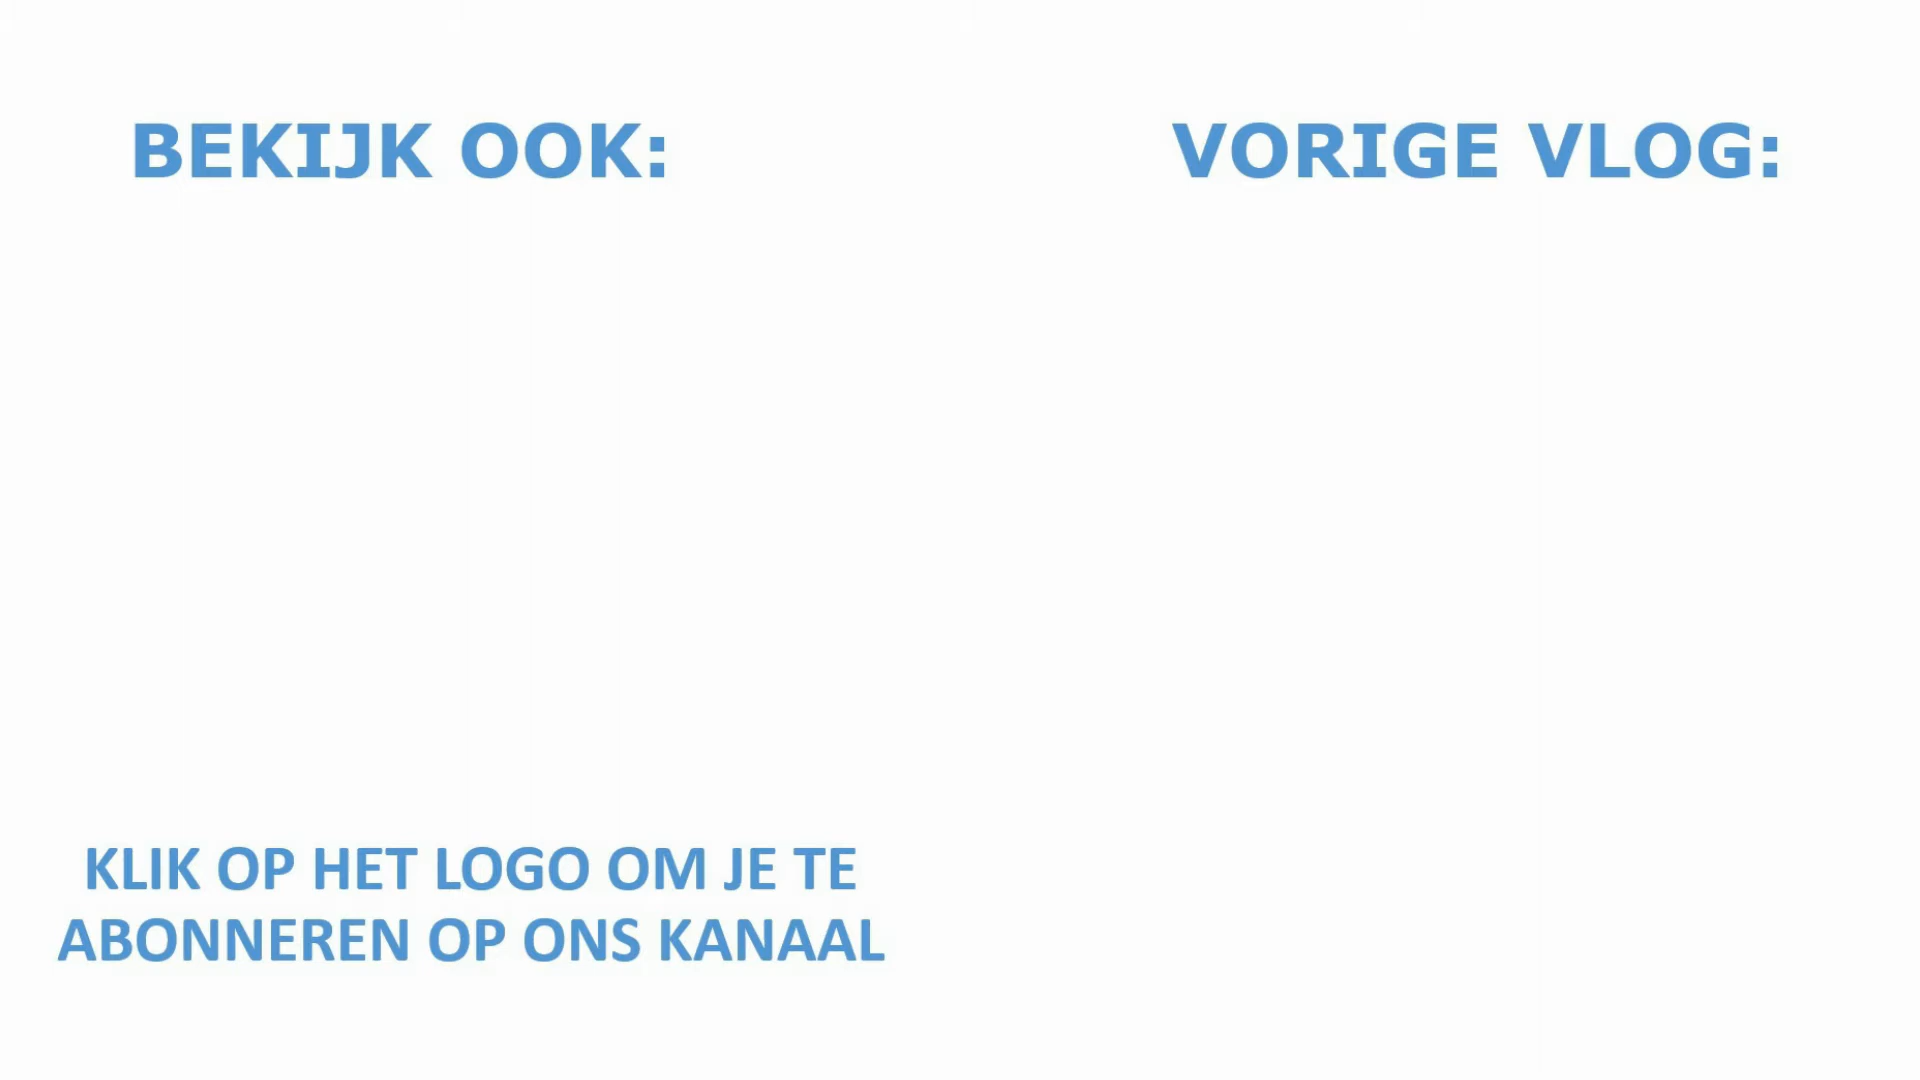 BEKIJK OOK:
VORIGE VLOG:
KLIK OP HET LOGO OM JE TE
ABONNEREN OP ONS KANAAL